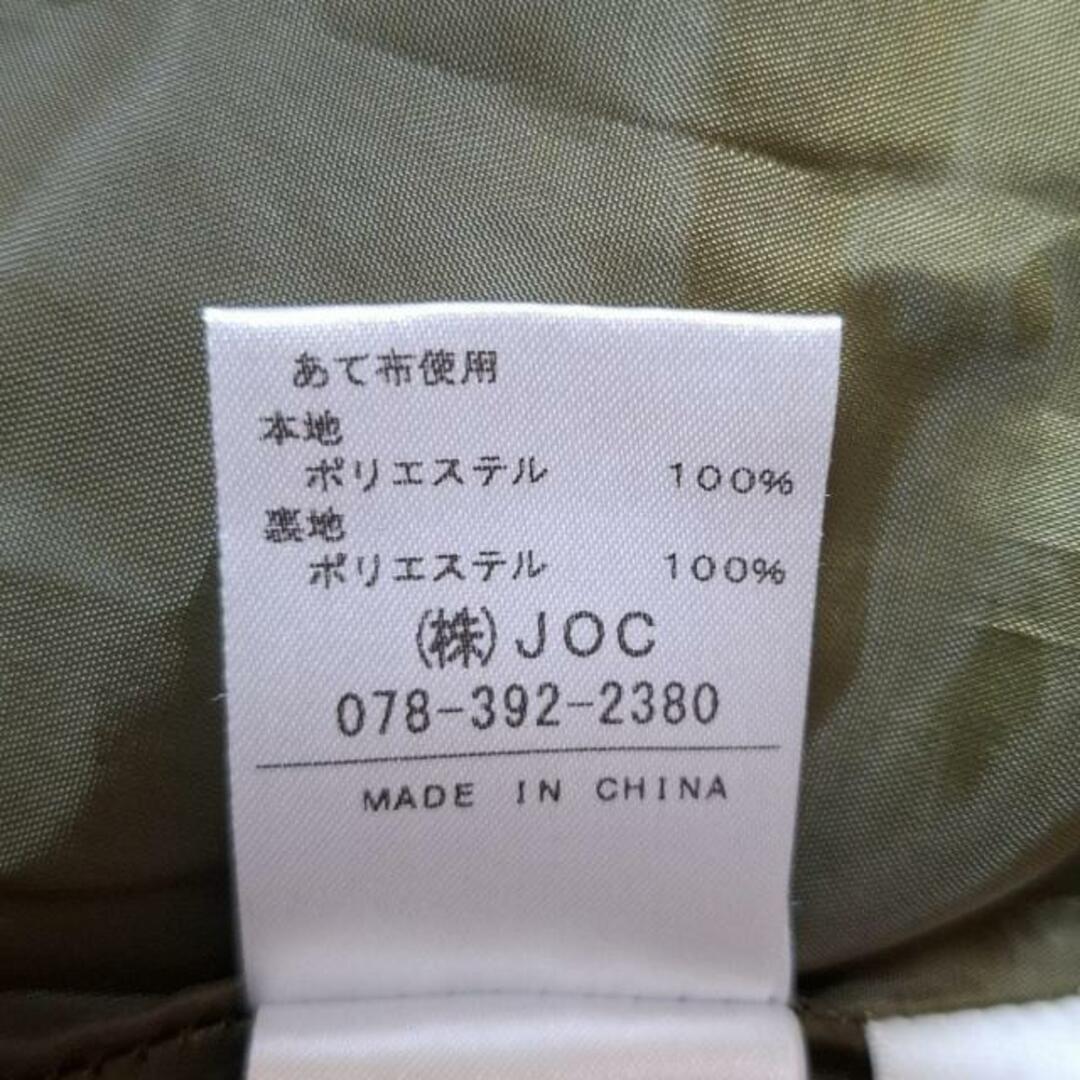 あて布使用
本地
ポリエステル 100%
裏地
ポリエステル 100%
(株)JOC
078-392-2380
MADE IN CHINA